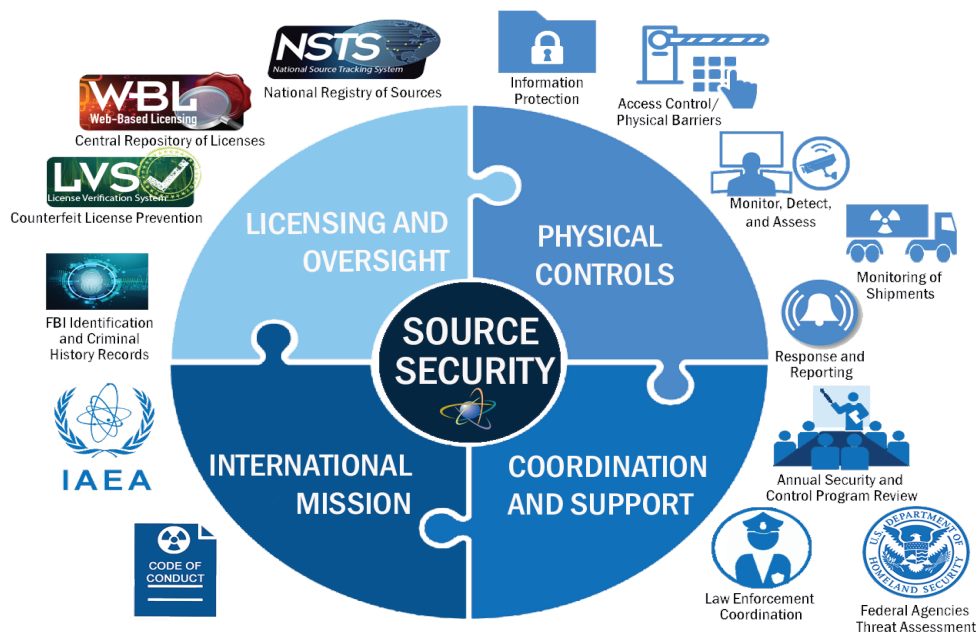 NSTS
National Source Tracking System
National Registry of Sources
W-BL
Web-Based Licensing
Central Repository of Licenses
LVS
License Verification System
Counterfeit License Prevention
FBI Identification
and Criminal
History Records
IAEA
CODE OF
CONDUCT
Information
Protection
Access Control/
Physical Barriers
Monitor, Detect,
and Assess
Monitoring of
Shipments
Response and
Reporting
Annual Security and
Control Program Review
Law Enforcement
Coordination
U.S. DEPARTMENT OF
HOMELAND SECURITY
Federal Agencies
Threat Assessment
LICENSING AND
OVERSIGHT
PHYSICAL
CONTROLS
SOURCE
SECURITY
INTERNATIONAL
MISSION
COORDINATION
AND SUPPORT